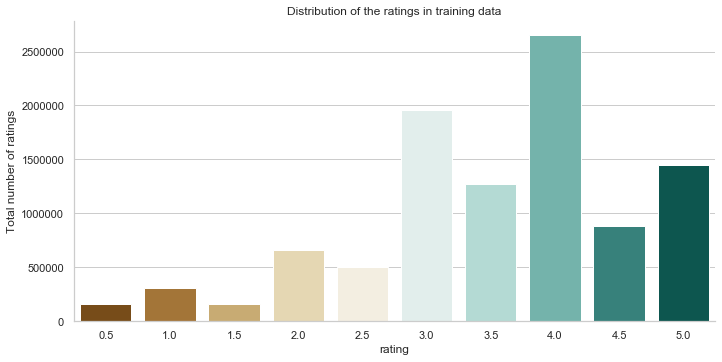 Distribution of the ratings in training data
Total number of ratings
2500000
2000000
1500000
1000000
500000
0
0.5 1.0 1.5 2.0 2.5 3.0 3.5 4.0 4.5 5.0
rating